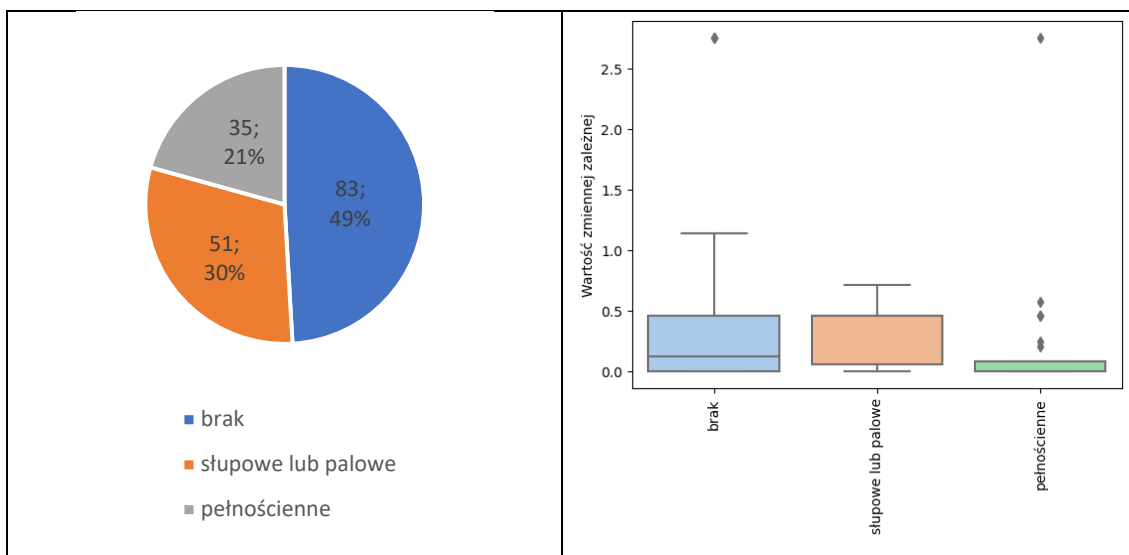 35;
21%
83;
49%
51;
30%
brak
słupowe lub palowe
pełnościenne
Wartość zmiennej zależnej
2.5
2.0
1.5
1.0
0.5
0.0
brak
słupowe lub palowe
pełnościenne